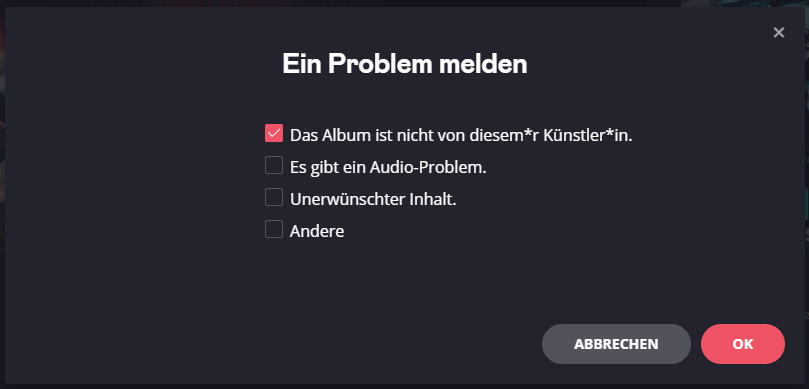 Ein Problem melden
Das Album ist nicht von diesem*r Künstler*in.
Es gibt ein Audio-Problem.
Unerwünschter Inhalt.
Andere
ABBRECHEN
OK